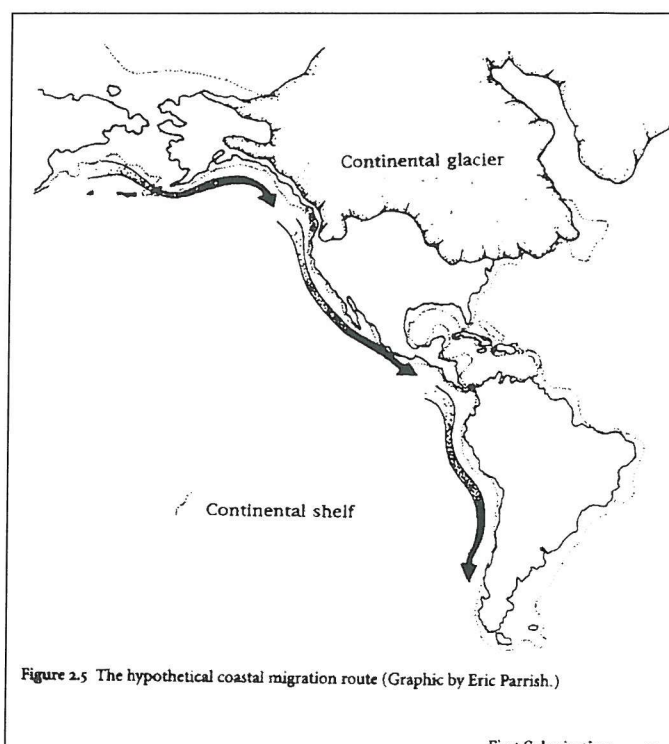 Continental glacier
Continental shelf
Figure 2.5 The hypothetical coastal migration route (Graphic by Eric Parrish.)